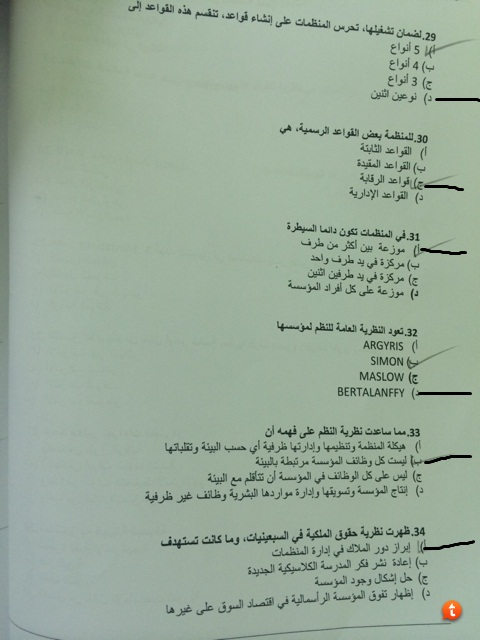 29.لضمان تشغيلها، تحرس المنظمات على إنشاء قواعد، تنقسم هذه القواعد إلى
أ) 5 أنواع
ب) 4 أنواع
ج) 3 أنواع
د) نوعين اثنين
30.للمنظمة بعض القواعد الرسمية، هي
أ) القواعد الثابتة
ب) القواعد المقيدة
ج) قواعد الرقابة
د) القواعد الإدارية
31.في المنظمات تكون دائما السيطرة
أ) موزعة بين أكثر من طرف
ب) مركزة في يد طرف واحد
ج) مركزة في يد طرفين اثنين
د) موزعة على كل أفراد المؤسسة
32.تعود النظرية العامة للنظم لمؤسسها
أ) ARGYRIS
ب) SIMON
ج) MASLOW
د) BERTALANFFY
33.مما ساعدت نظرية النظم على فهمه أن
أ) هيكلة المنظمة وتنظيمها وإدارتها ظرفية أي حسب البيئة وتقلباتها
ب) ليست كل وظائف المؤسسة مرتبطة بالبيئة
ج) ليس على كل الوظائف في المؤسسة أن تتأقلم مع البيئة
د) إنتاج المؤسسة وتسويقها وإدارة مواردها البشرية وظائف غير ظرفية
34.ظهرت نظرية حقوق الملكية في السبعينيات، وما كانت تستهدف
أ) إبراز دور الملاك في إدارة المنظمات
ب) إعادة نشر فكر المدرسة الكلاسيكية الجديدة
ج) حل إشكال وجود المؤسسة
د) إظهار تفوق المؤسسة الرأسمالية في اقتصاد السوق على غيرها
t